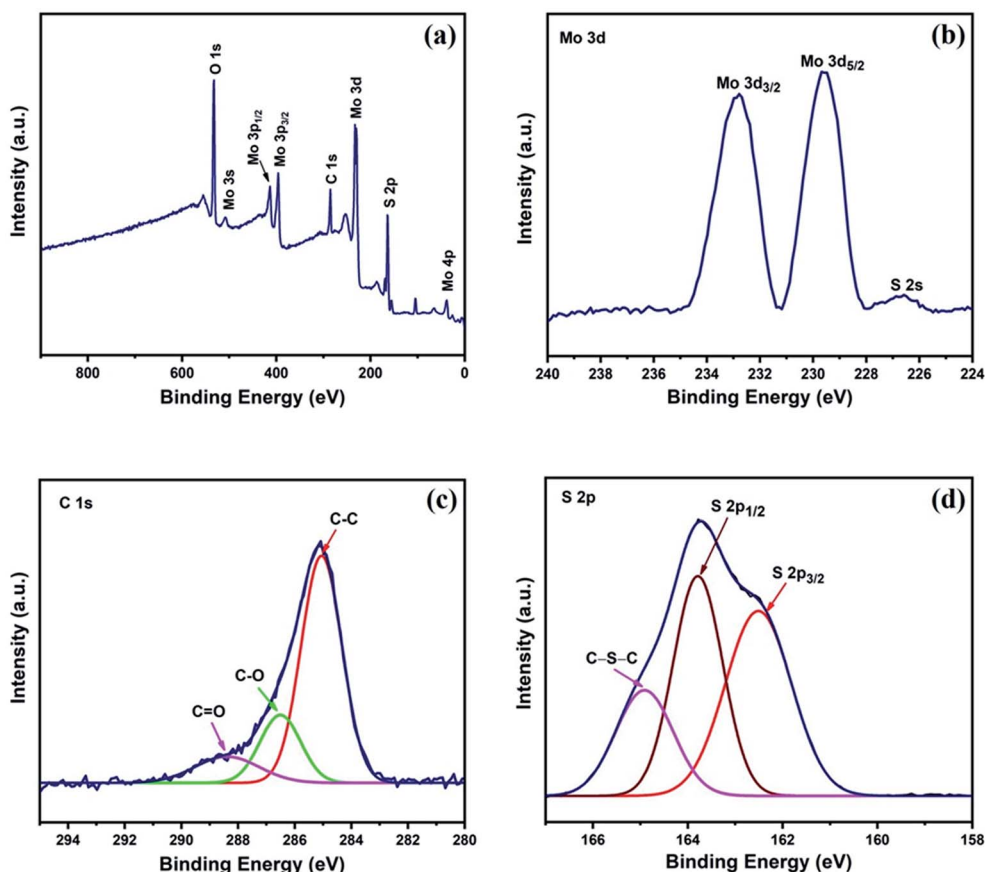 (a)
O 1s
Mo 3s
Mo 3p1/2
Mo 3p3/2
C 1s
Mo 3d
S 2p
Mo 4p
Intensity (a.u.)
800 600 400 200 0
Binding Energy (eV)
Mo 3d
(b)
Mo 3d3/2
Mo 3d5/2
S 2s
Intensity (a.u.)
240 238 236 234 232 230 228 226 224
Binding Energy (eV)
C 1s
(c)
C-C
C-O
C=O
Intensity (a.u.)
294 292 290 288 286 284 282 280
Binding Energy (eV)
S 2p
(d)
S 2p1/2
S 2p3/2
C–S–C
Intensity (a.u.)
166 164 162 160 158
Binding Energy (eV)